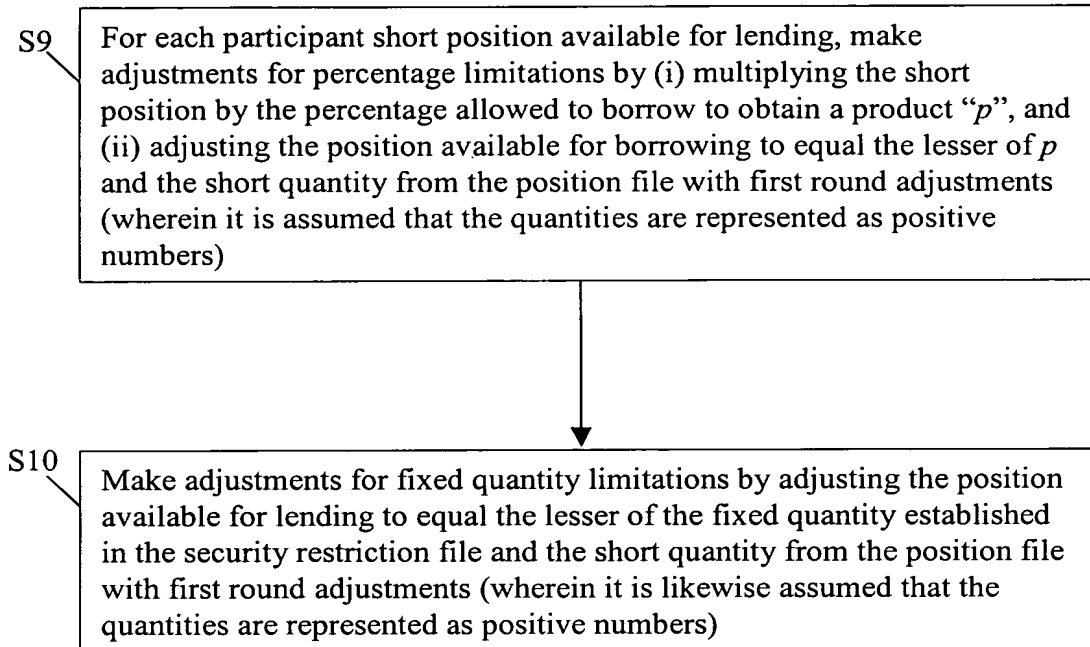 S9
For each participant short position available for lending, make
adjustments for percentage limitations by (i) multiplying the short
position by the percentage allowed to borrow to obtain a product “p”, and
(ii) adjusting the position available for borrowing to equal the lesser of p
and the short quantity from the position file with first round adjustments
(wherein it is assumed that the quantities are represented as positive
numbers)
S10
Make adjustments for fixed quantity limitations by adjusting the position
available for lending to equal the lesser of the fixed quantity established
in the security restriction file and the short quantity from the position file
with first round adjustments (wherein it is likewise assumed that the
quantities are represented as positive numbers)